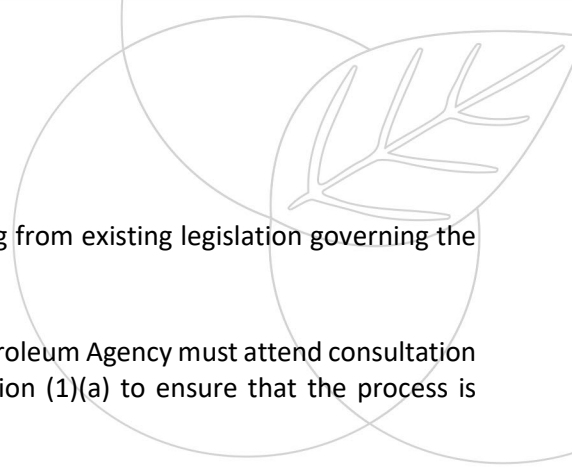 from existing legislation governing the
roleum Agency must attend consultation
ion (1)(a) to ensure that the process is